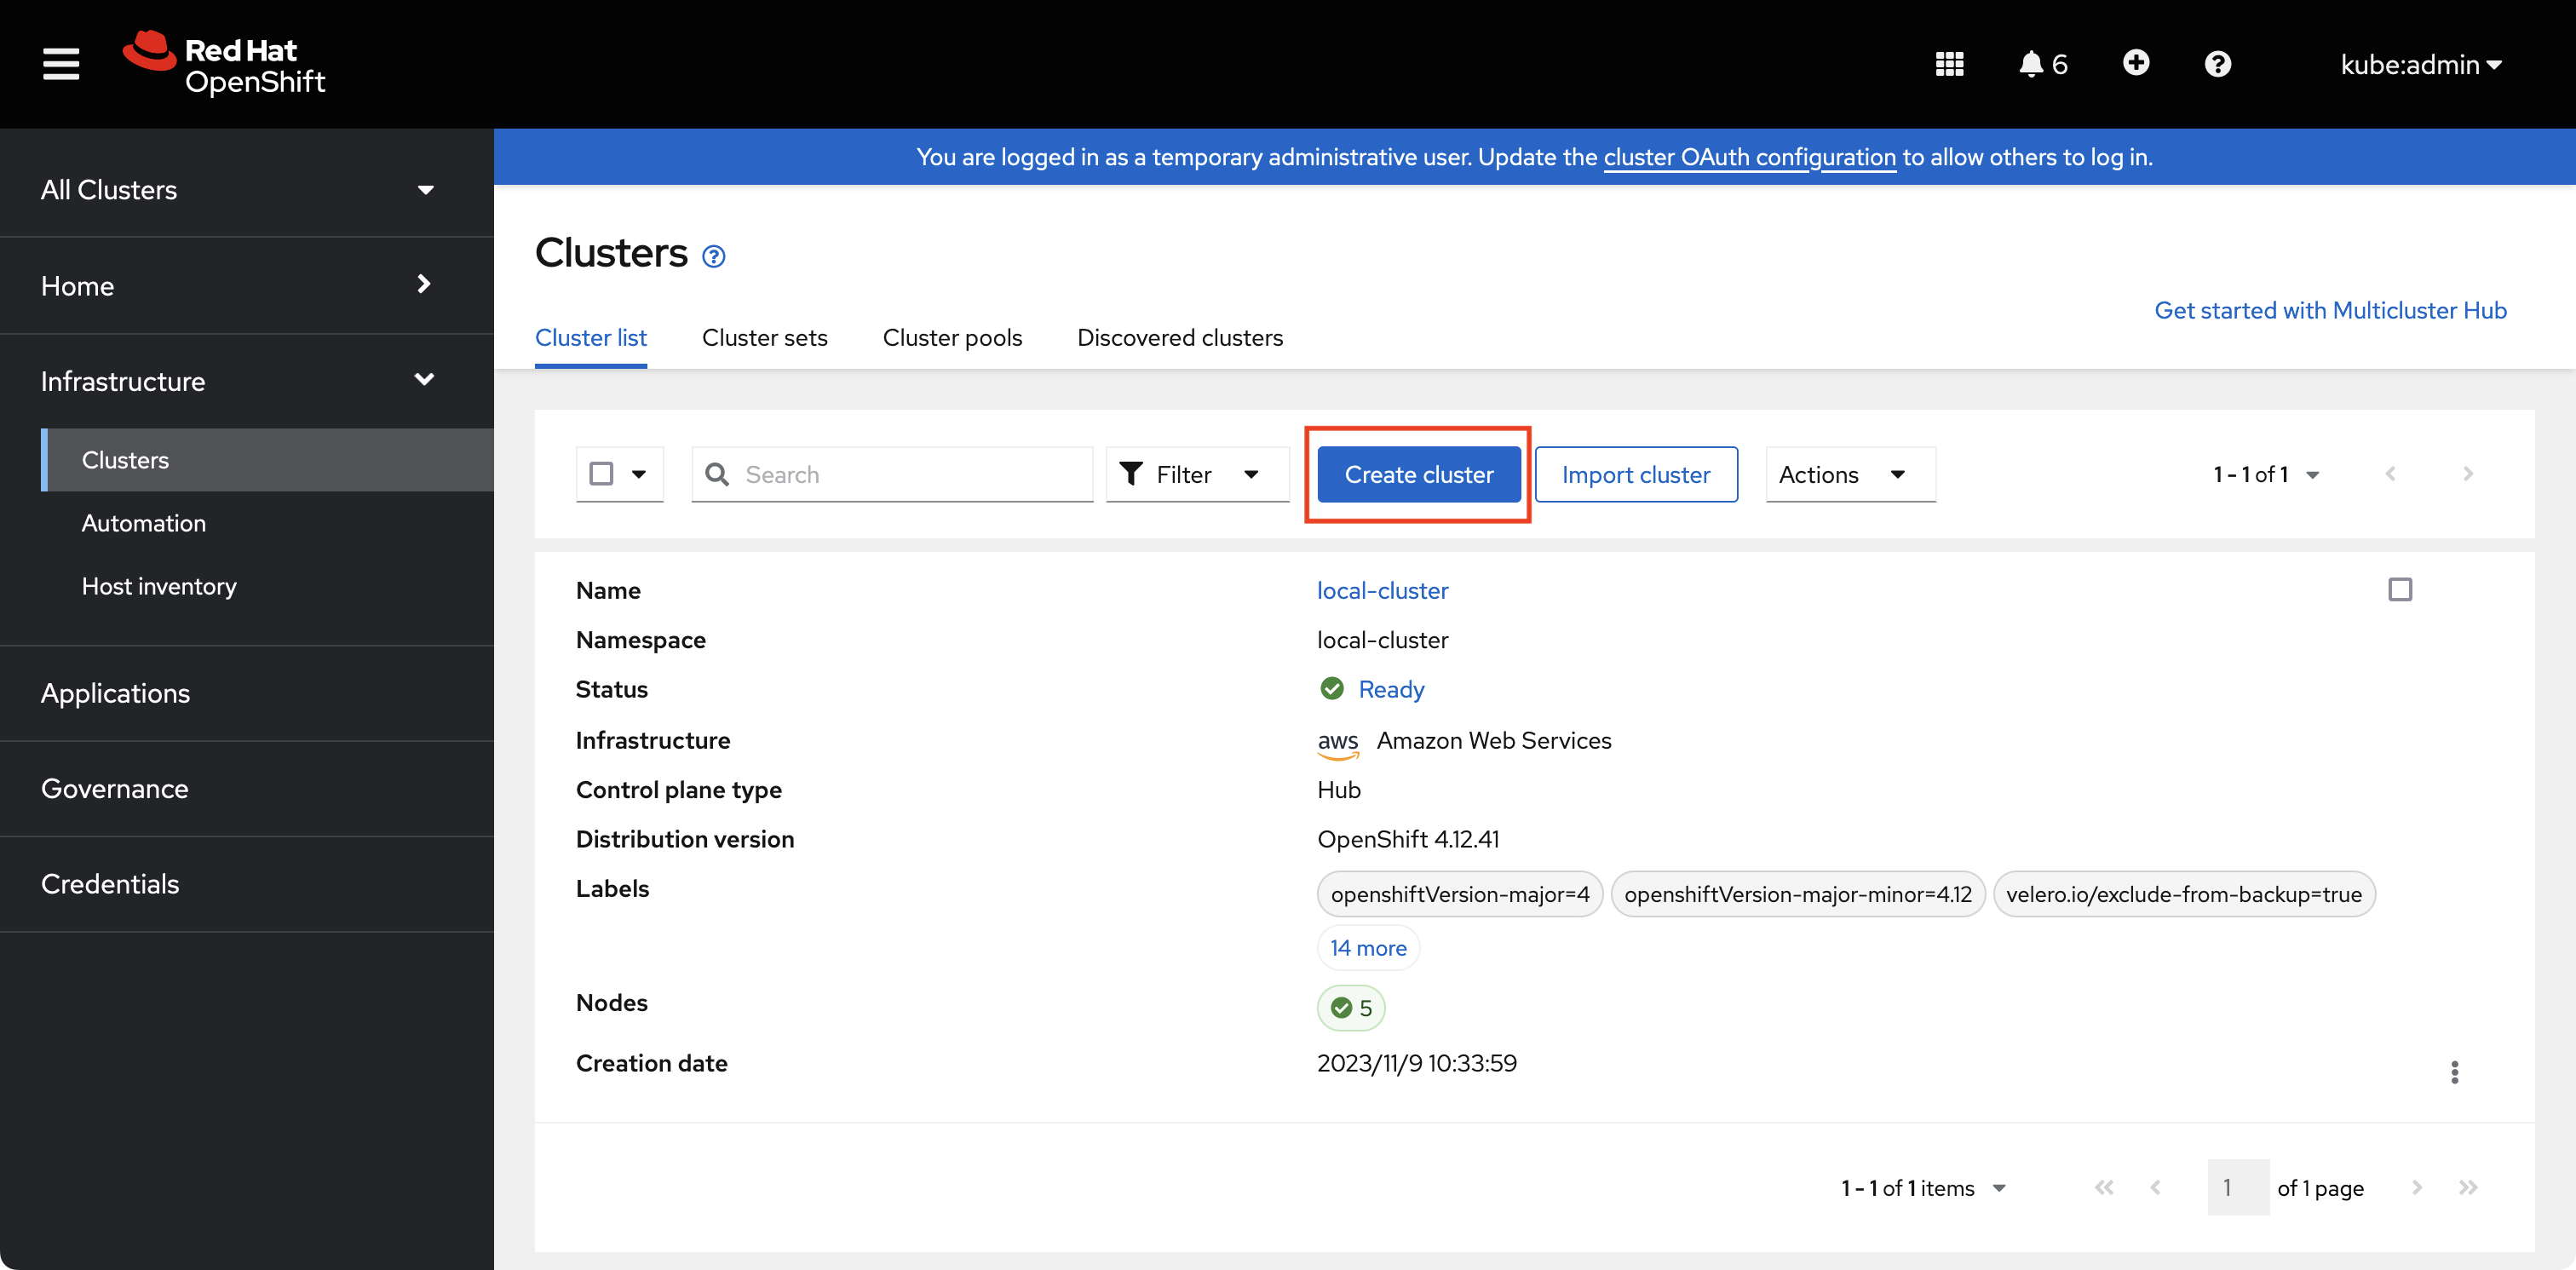 Red Hat
OpenShift
6
kube:admin
You are logged in as a temporary administrative user. Update the cluster OAuth configuration to allow others to log in.
All Clusters
Home
Infrastructure
Clusters
Automation
Host inventory
Applications
Governance
Credentials
Clusters
Get started with Multicluster Hub
Cluster list Cluster sets Cluster pools Discovered clusters
Search Filter Create cluster Import cluster Actions 1 - 1 of 1
Name local-cluster
Namespace local-cluster
Status Ready
Infrastructure aws Amazon Web Services
Control plane type Hub
Distribution version OpenShift 4.12.41
Labels openshiftVersion-major=4 openshiftVersion-major-minor=4.12 velero.io/exclude-from-backup=true
14 more
Nodes 5
Creation date 2023/11/9 10:33:59
1 - 1 of 1 items 1 of 1 page